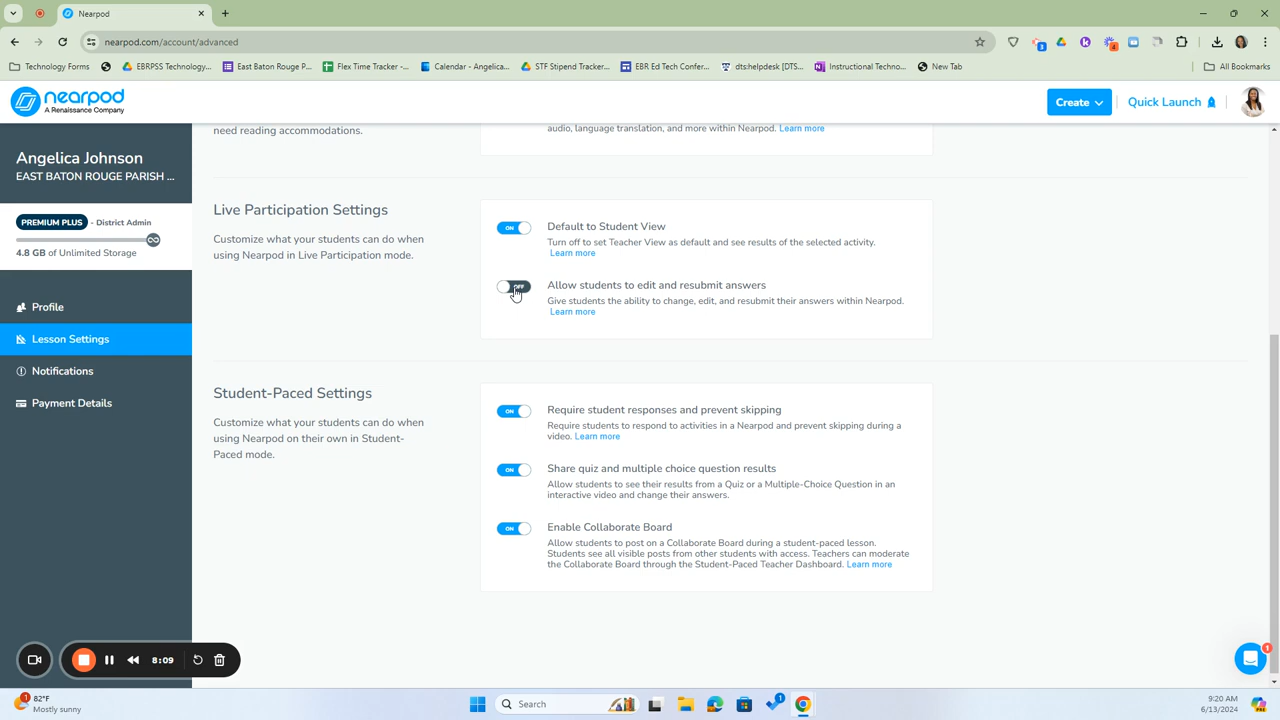 Nearpod
nearpod.com/account/advanced
3
4
Technology Forms
EBRPSS Technology...
East Baton Rouge P...
Flex Time Tracker -...
Calendar - Angelica...
STF Stipend Tracker...
EBR Ed Tech Confer...
dts:helpdesk [DTS...
Instructional Techno...
New Tab
All Bookmarks
nearpod
A Renaissance Company
Create
Quick Launch
Angelica Johnson
EAST BATON ROUGE PARISH ...
PREMIUM PLUS - District Admin
4.8 GB of Unlimited Storage
Profile
Lesson Settings
Notifications
Payment Details
need reading accommodations.
audio, language translation, and more within Nearpod. Learn more
Live Participation Settings
Customize what your students can do when
using Nearpod in Live Participation mode.
ON
Default to Student View
Turn off to set Teacher View as default and see results of the selected activity.
Learn more
OFF
Allow students to edit and resubmit answers
Give students the ability to change, edit, and resubmit their answers within Nearpod.
Learn more
Student-Paced Settings
Customize what your students can do when
using Nearpod on their own in Student-
Paced mode.
ON
Require student responses and prevent skipping
Require students to respond to activities in a Nearpod and prevent skipping during a
video. Learn more
ON
Share quiz and multiple choice question results
Allow students to see their results from a Quiz or a Multiple-Choice Question in an
interactive video and change their answers.
ON
Enable Collaborate Board
Allow students to post on a Collaborate Board during a student-paced lesson.
Students see all visible posts from other students with access. Teachers can moderate
the Collaborate Board through the Student-Paced Teacher Dashboard. Learn more
8:09
1
1
82°F
Mostly sunny
Search
1
9:20 AM
6/13/2024